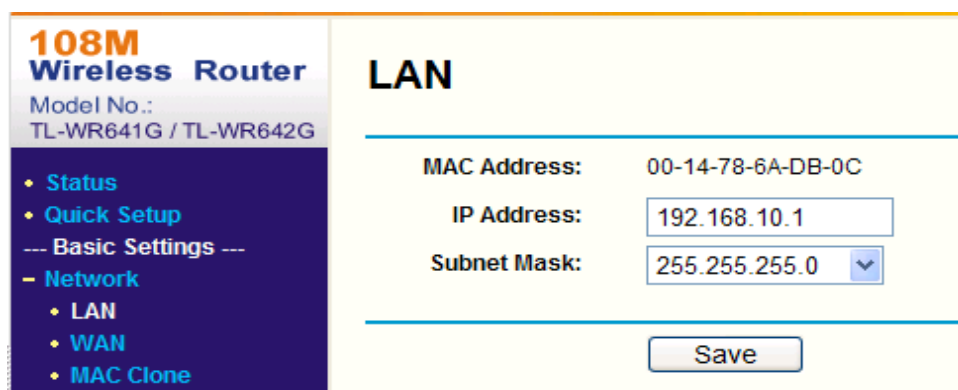 108M
Wireless Router
Model No.:
TL-WR641G / TL-WR642G
• Status
• Quick Setup
--- Basic Settings ---
– Network
• LAN
• WAN
• MAC Clone
LAN
MAC Address: 00-14-78-6A-DB-0C
IP Address: 192.168.10.1
Subnet Mask: 255.255.255.0
Save